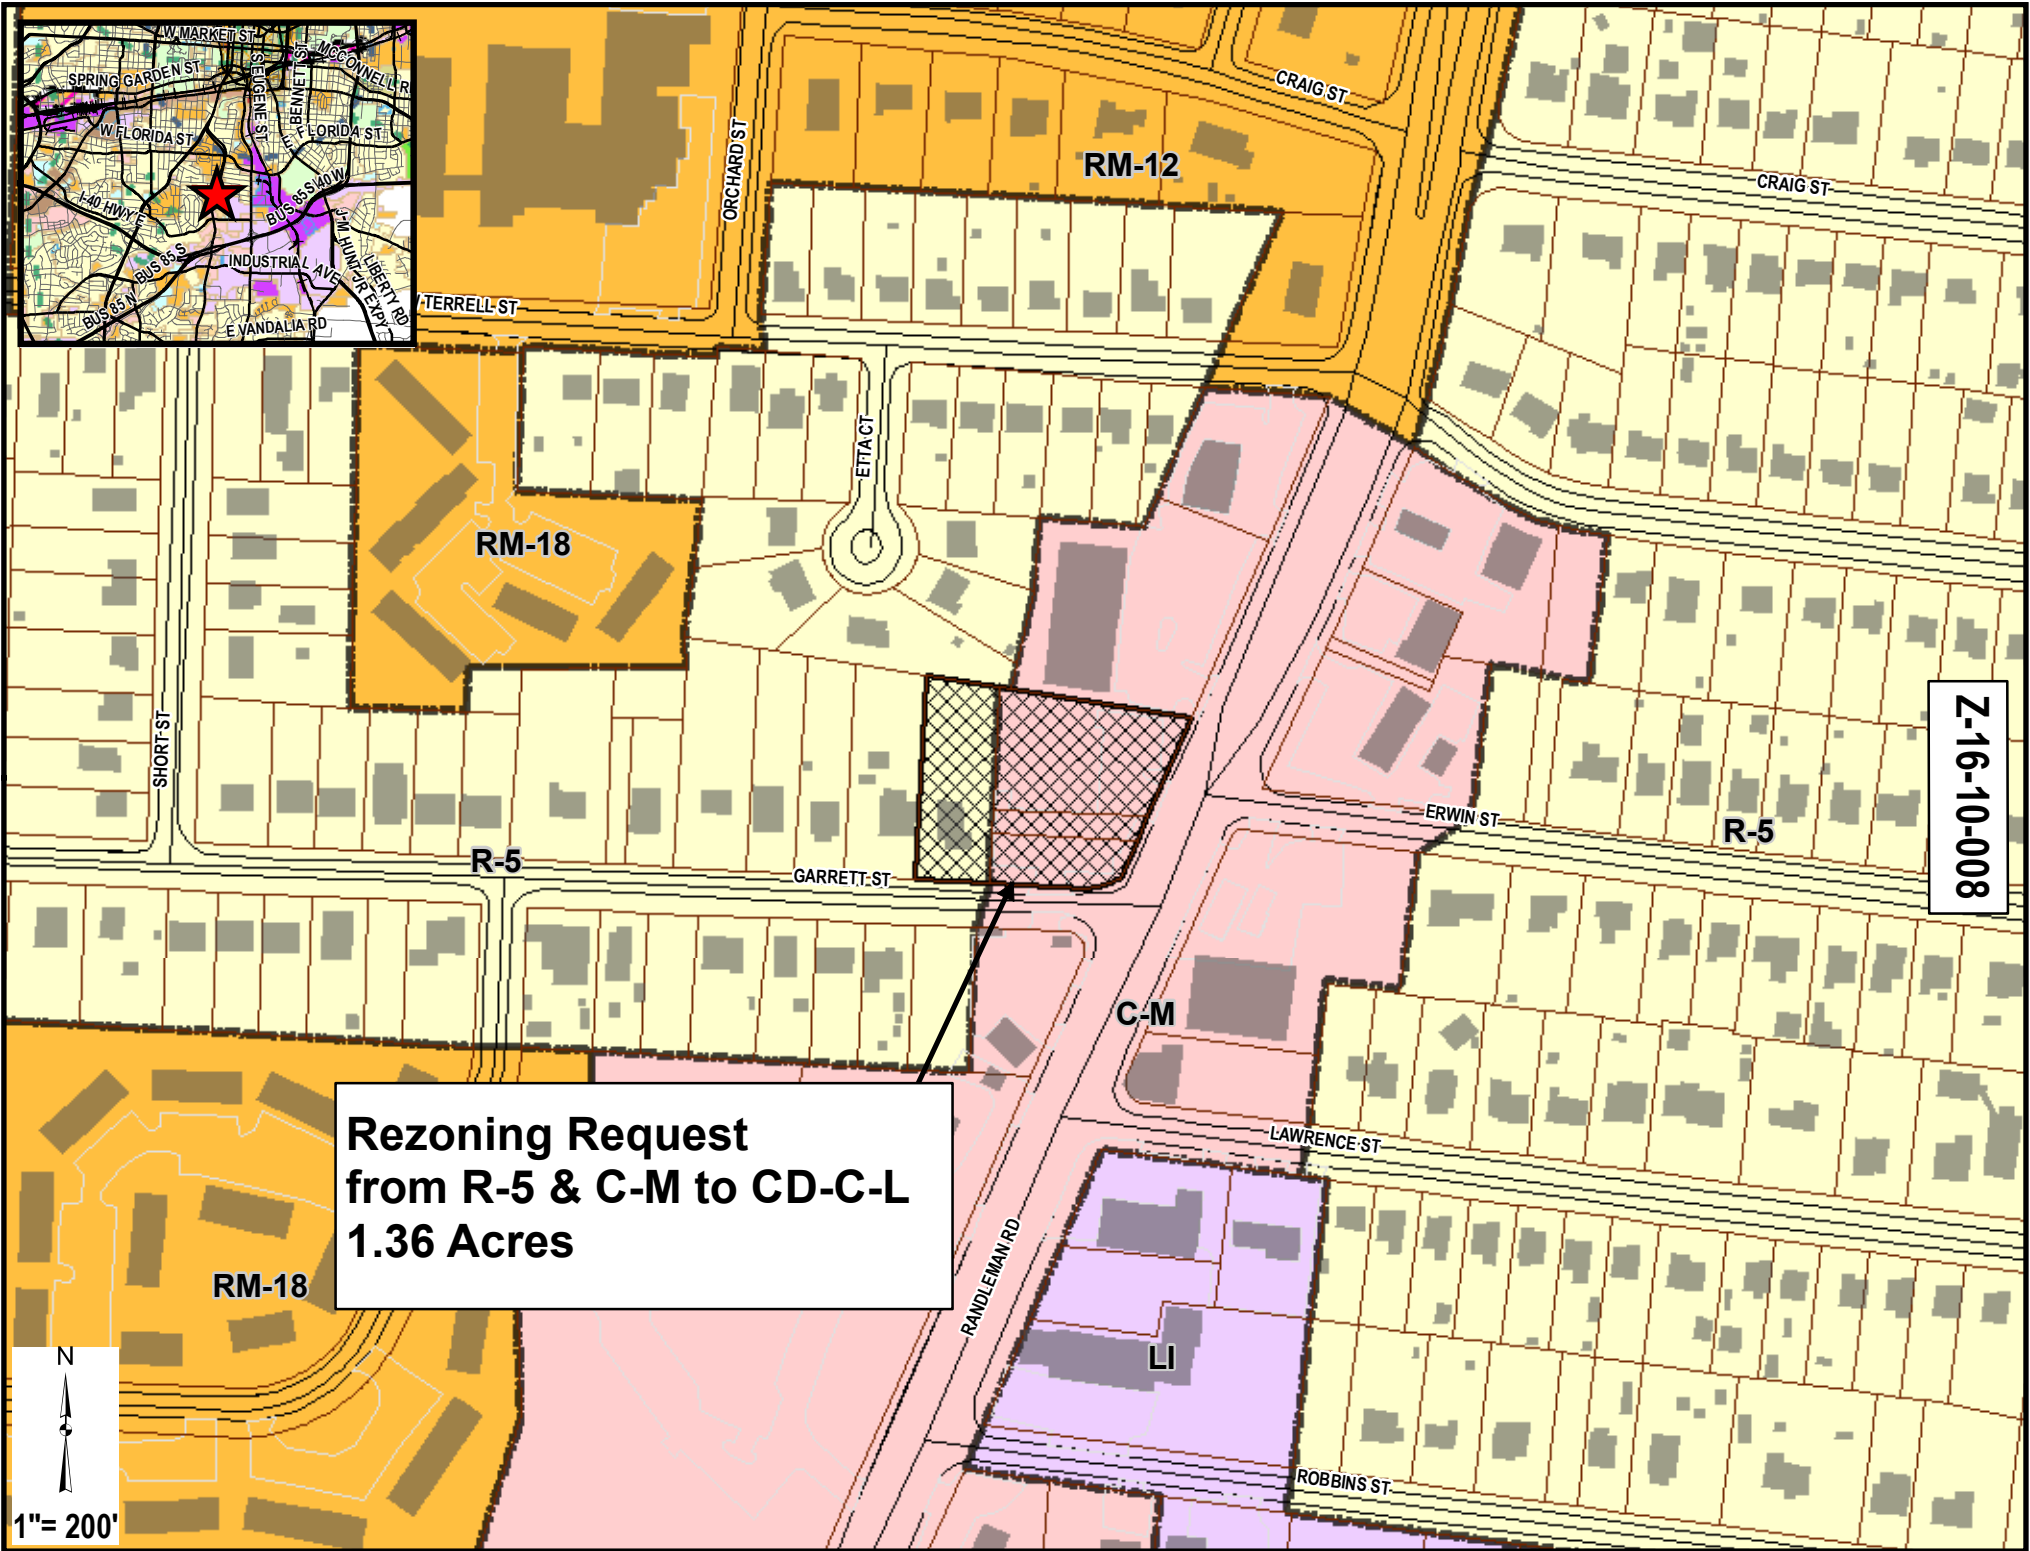 W MARKET ST
MCCONNELL R
SPRING GARDEN ST
S EUGENE ST
BENNETT ST
W FLORIDA ST
E FLORIDA ST
I-40 HWY E
BUS 85 S\40 W
BUS 85 S
BUS 85 N
INDUSTRIAL AVE
J M HUNT JR EXPY
LIBERTY RD
E VANDALIA RD
CRAIG ST
ORCHARD ST
RM-12
CRAIG ST
TERRELL ST
ETTA CT
RM-18
SHORT ST
Z-16-10-008
ERWIN ST
R-5
R-5
GARRETT ST
C-M
Rezoning Request
from R-5 & C-M to CD-C-L
1.36 Acres
LAWRENCE ST
RANDLEMAN RD
RM-18
LI
N
ROBBINS ST
1"= 200'